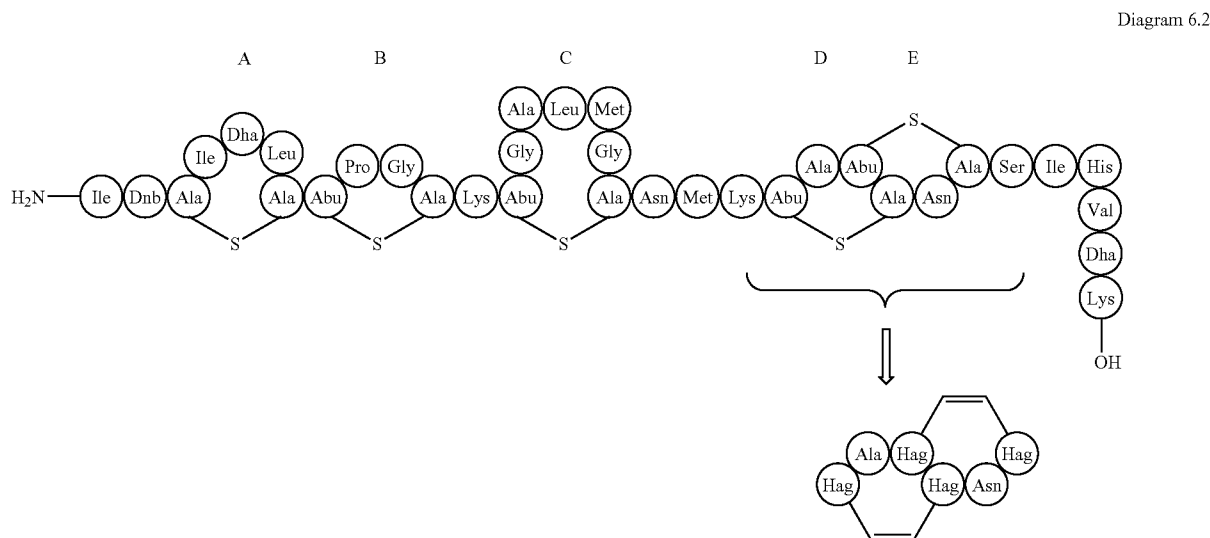 Diagram 6.2
A B C D E
Ala Leu Met
S
Dha
Ile Leu
Pro Gly Gly Gly Ala Abu
H₂N Ile Dnb Ala Ala Abu Ala Lys Abu Ala Asn Met Lys Abu Ala Asn Ala Ser Ile His
Val
S S S S
Dha
Lys
OH
Ala Hag Hag
Hag Hag Asn